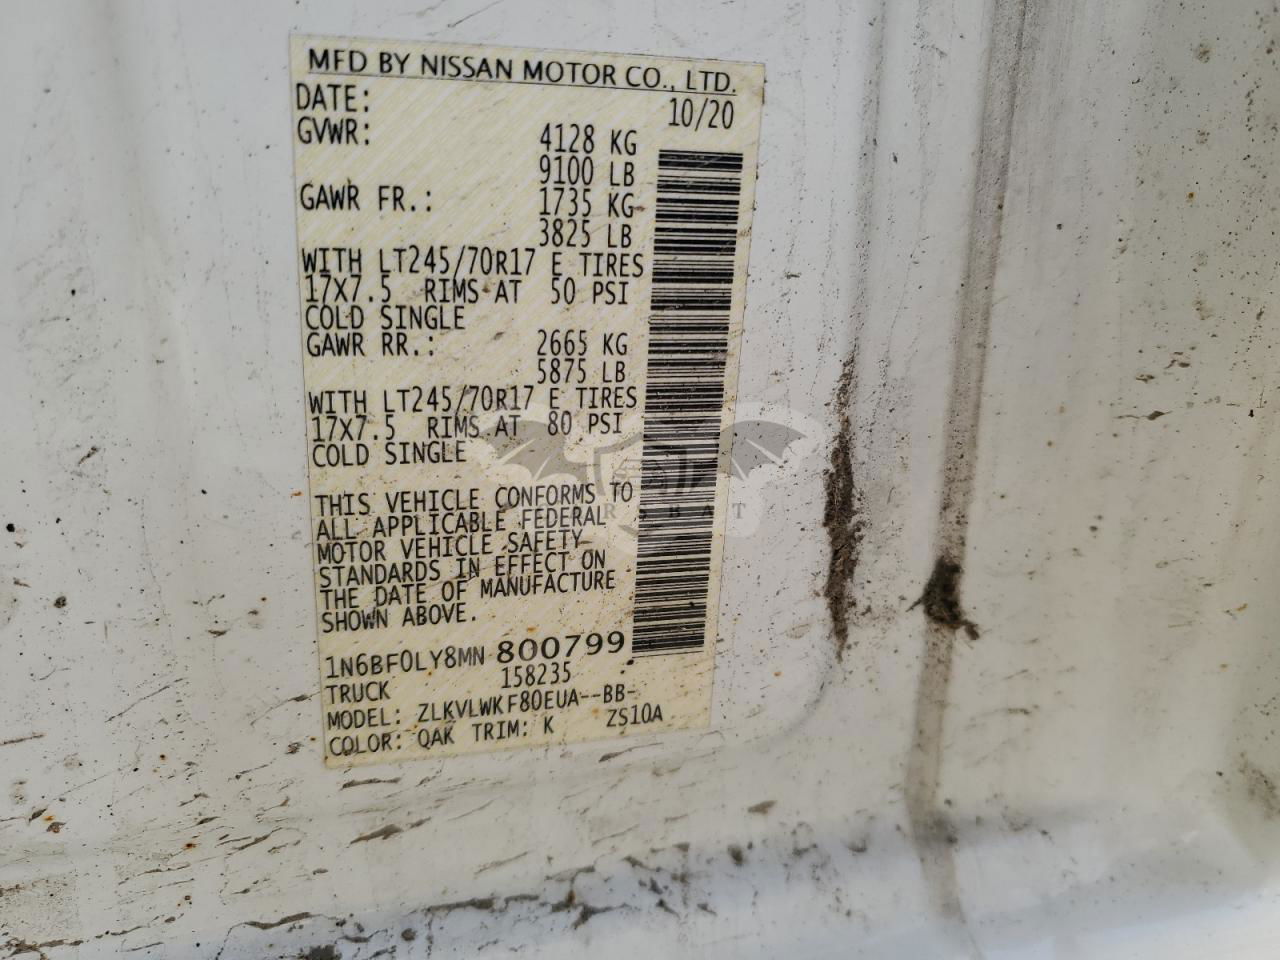 MFD BY NISSAN MOTOR CO., LTD.
DATE: 10/20
GVWR: 4128 KG
9100 LB
GAWR FR.: 1735 KG
3825 LB
WITH LT245/70R17 E TIRES
17X7.5 RIMS AT 50 PSI
COLD SINGLE
GAWR RR.: 2665 KG
5875 LB
WITH LT245/70R17 E TIRES
17X7.5 RIMS AT 80 PSI
COLD SINGLE
THIS VEHICLE CONFORMS TO
ALL APPLICABLE FEDERAL
MOTOR VEHICLE SAFETY
STANDARDS IN EFFECT ON
THE DATE OF MANUFACTURE
SHOWN ABOVE.
1N6BF0LY8MN 800799
TRUCK 158235
MODEL: ZLKVLWKF80EUA--BB-
COLOR: QAK TRIM: K ZS10A